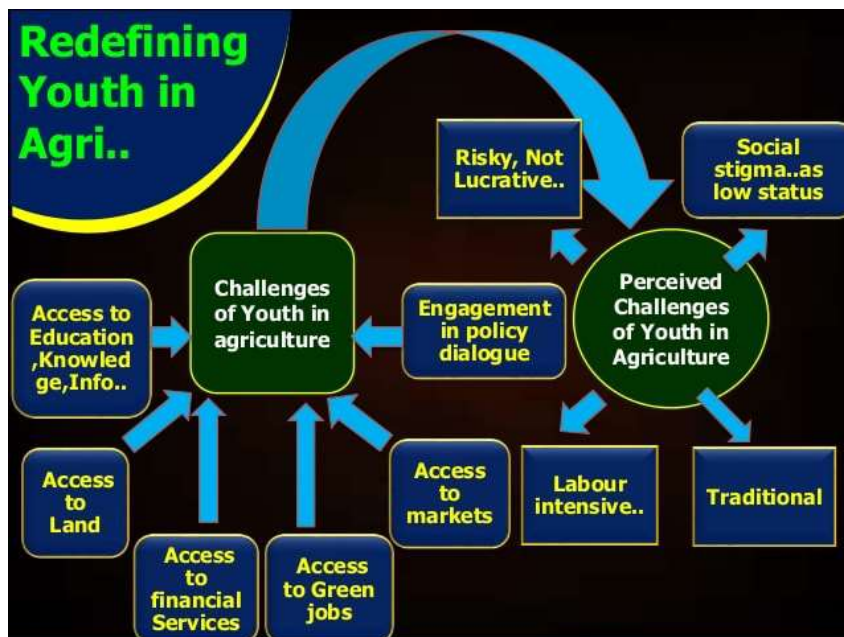 Redefining
Youth in
Agri..
Risky, Not
Lucrative..
Social
stigma..as
low status
Challenges
of Youth in
agriculture
Perceived
Challenges
of Youth in
Agriculture
Access to
Education
,Knowled
ge,Info..
Engagement
in policy
dialogue
Access
to
Land
Access
to
financial
Services
Access
to Green
jobs
Access
to
markets
Labour
intensive..
Traditional